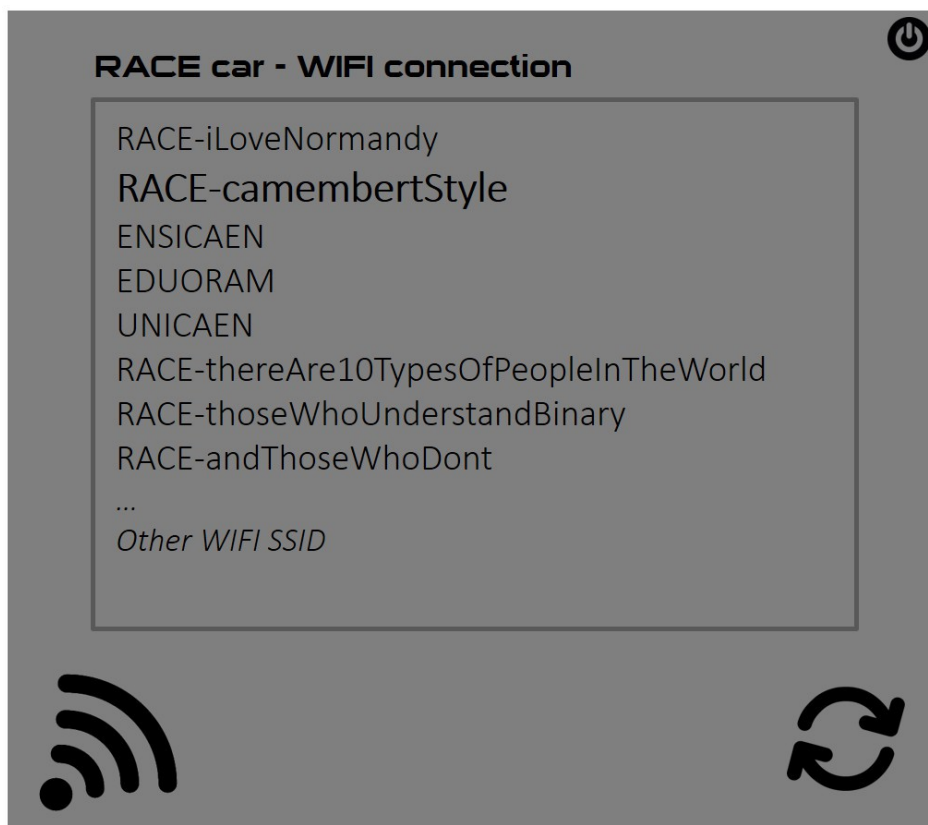 RACE car - WIFI connection
RACE-iLoveNormandy
RACE-camembertStyle
ENSICAEN
EDUORAM
UNICAEN
RACE-thereAre10TypesOfPeopleInTheWorld
RACE-thoseWhoUnderstandBinary
RACE-andThoseWhoDont
...
Other WIFI SSID